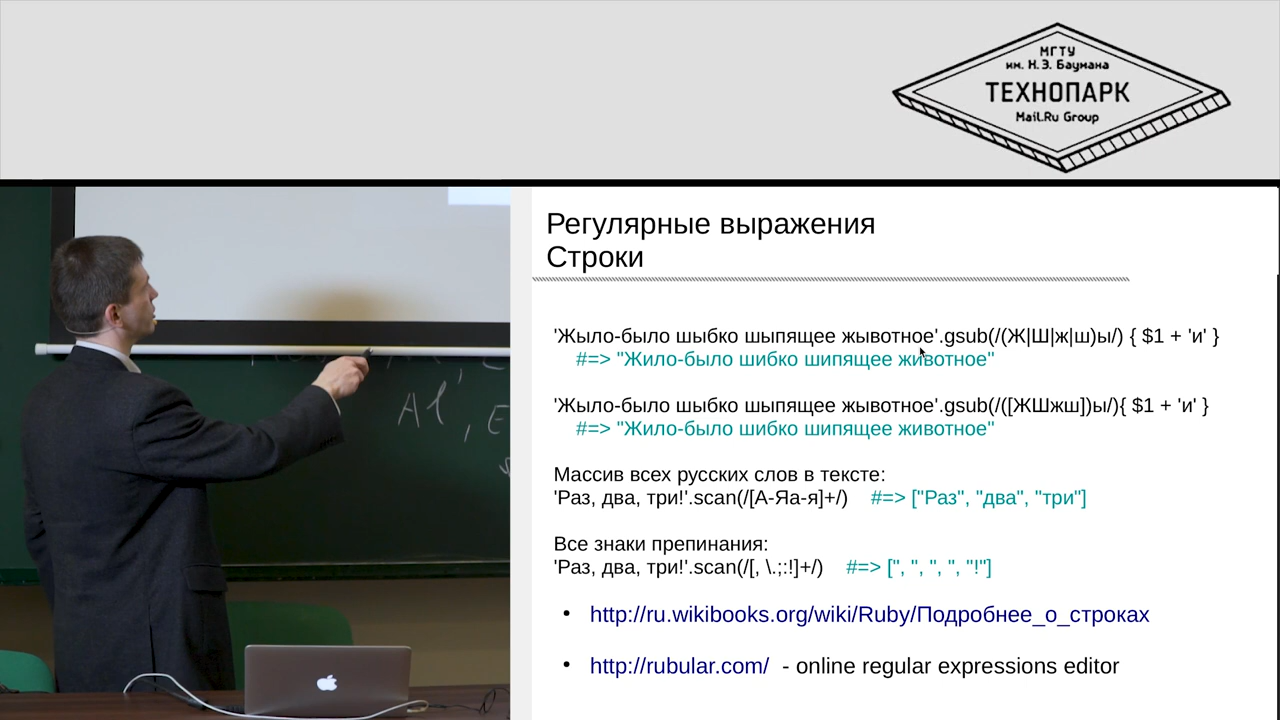 МГТУ
им. Н.Э. Баумана
ТЕХНОПАРК
Mail.Ru Group
Регулярные выражения
Строки
'Жыло-было шыбко шыпящее жывотное'.gsub(/(Ж|Ш|ж|ш)ы/) { $1 + 'и' }
#=> "Жило-было шибко шипящее животное"
'Жыло-было шыбко шыпящее жывотное'.gsub(/([ЖШжш])ы/){ $1 + 'и' }
#=> "Жило-было шибко шипящее животное"
Массив всех русских слов в тексте:
'Раз, два, три!'.scan(/[А-Яа-я]+/) #=> ["Раз", "два", "три"]
Все знаки препинания:
'Раз, два, три!'.scan(/[, \.;:!]+/) #=> [", ", ", ", "!"]
• http://ru.wikibooks.org/wiki/Ruby/Подробнее_о_строках
• http://rubular.com/ - online regular expressions editor